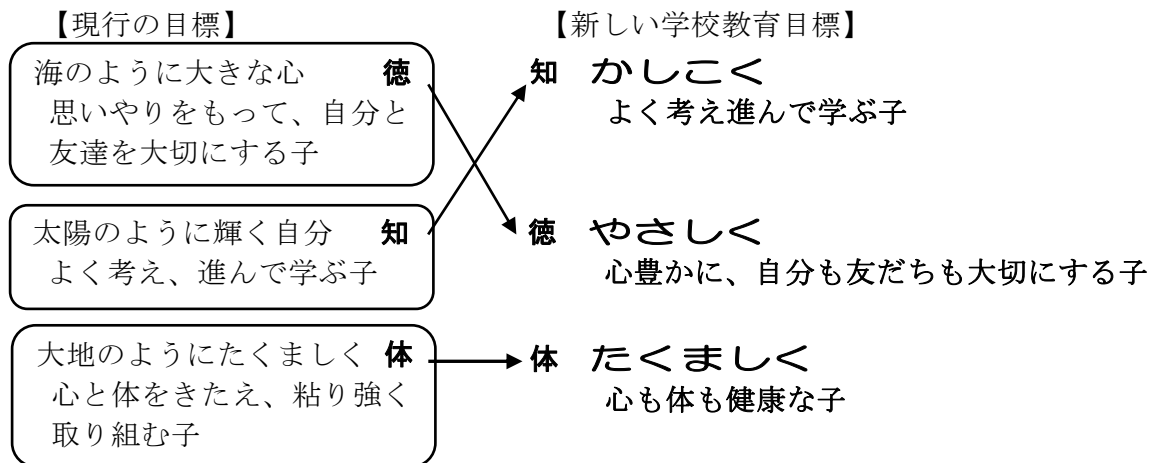 【現行の目標】
海のように大きな心 徳
思いやりをもって、自分と
友達を大切にする子
太陽のように輝く自分 知
よく考え、進んで学ぶ子
大地のようにたくましく 体
心と体をきたえ、粘り強く
取り組む子
【新しい学校教育目標】
知 かしこく
よく考え進んで学ぶ子
徳 やさしく
心豊かに、自分も友だちも大切にする子
体 たくましく
心も体も健康な子